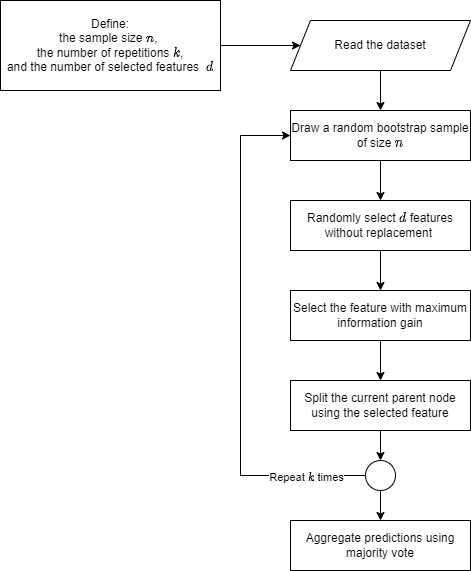 Define:
the sample size n,
the number of repetitions k,
and the number of selected features d
Read the dataset
Draw a random bootstrap sample
of size n
Randomly select d features
without replacement
Select the feature with maximum
information gain
Split the current parent node
using the selected feature
Repeat k times
Aggregate predictions using
majority vote